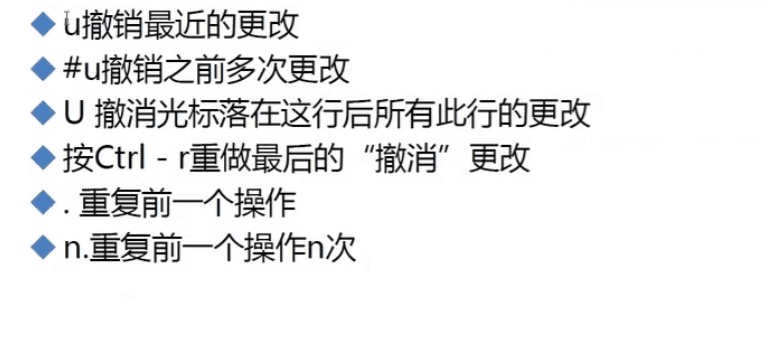 u撤销最近的更改
#u撤销之前多次更改
U 撤消光标落在这行后所有此行的更改
按Ctrl - r重做最后的“撤消”更改
. 重复前一个操作
n.重复前一个操作n次